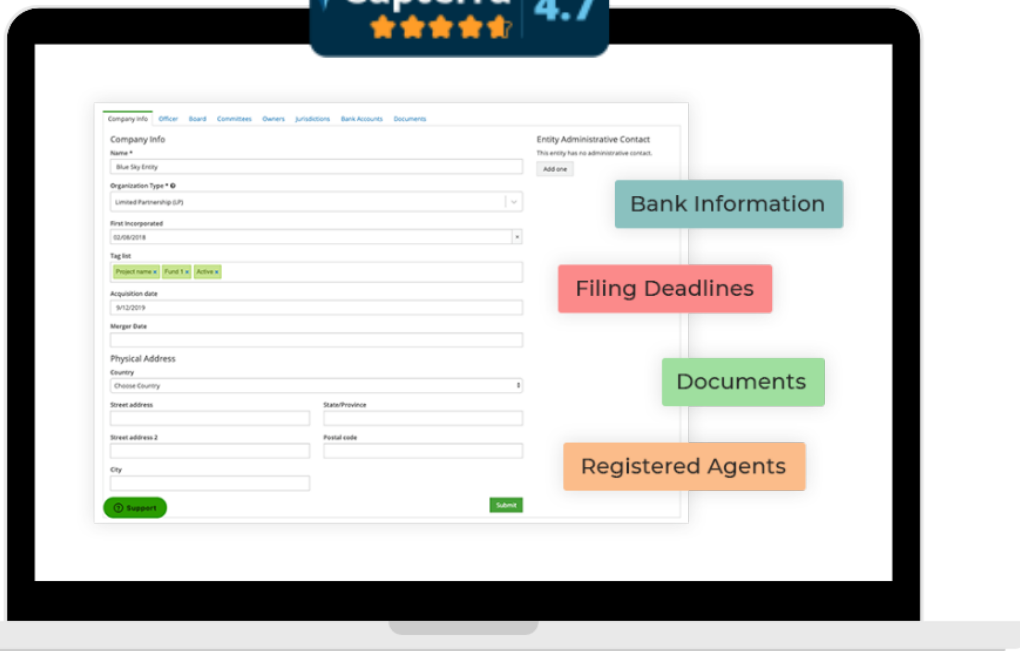 Capterra 4.7
Company Info Officer Board Committees Owners Jurisdictions Bank Accounts Documents
Company Info
Name *
Blue Sky Entity
Organization Type *
Limited Partnership (LP)
First Incorporated
02/08/2018
Tag list
Project name x Fund 1 x Active x
Acquisition date
9/12/2019
Merger Date
Physical Address
Country
Choose Country
Street address State/Province
Street address 2 Postal code
City
Support
Submit
Entity Administrative Contact
This entity has no administrative contact.
Add one
Bank Information
Filing Deadlines
Documents
Registered Agents